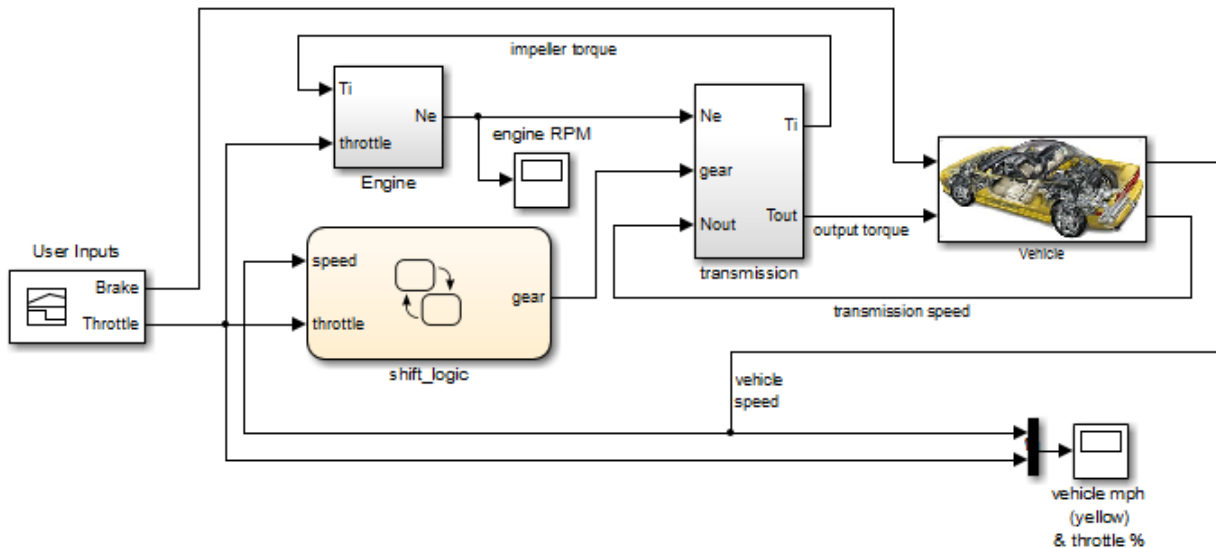 impeller torque
Ti
Ne
throttle
Engine
engine RPM
Ne
Ti
gear
Nout
Tout
transmission
output torque
Vehicle
transmission speed
User Inputs
Brake
Throttle
speed
gear
throttle
shift_logic
vehicle
speed
vehicle mph
(yellow)
& throttle %